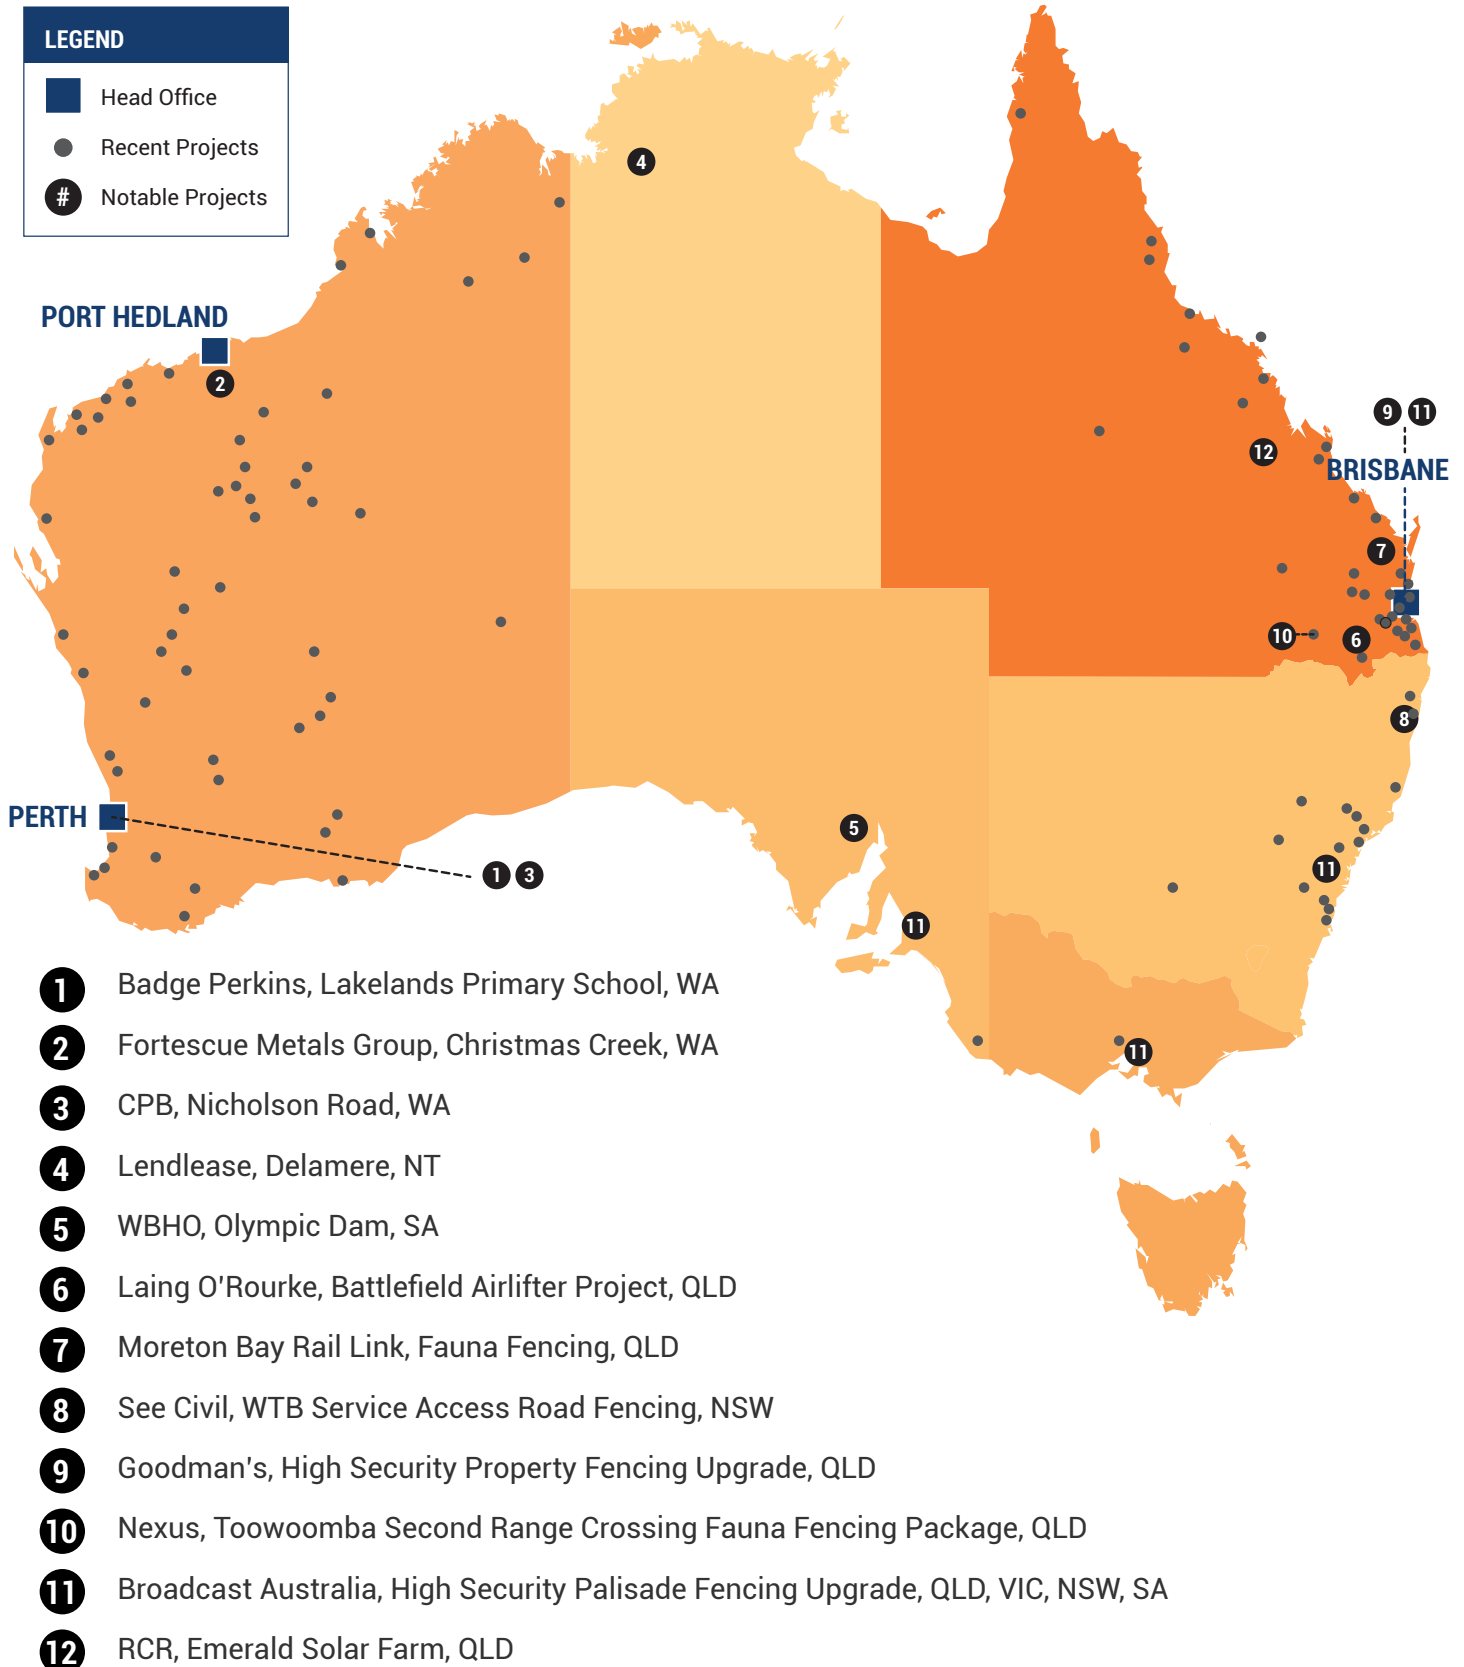 LEGEND
Head Office
Recent Projects
# Notable Projects
4
PORT HEDLAND
2
9 11
12
BRISBANE
7
10
6
8
PERTH
5
1 3
11
11
11
1 Badge Perkins, Lakelands Primary School, WA
2 Fortescue Metals Group, Christmas Creek, WA
3 CPB, Nicholson Road, WA
4 Lendlease, Delamere, NT
5 WBHO, Olympic Dam, SA
6 Laing O'Rourke, Battlefield Airlifter Project, QLD
7 Moreton Bay Rail Link, Fauna Fencing, QLD
8 See Civil, WTB Service Access Road Fencing, NSW
9 Goodman's, High Security Property Fencing Upgrade, QLD
10 Nexus, Toowoomba Second Range Crossing Fauna Fencing Package, QLD
11 Broadcast Australia, High Security Palisade Fencing Upgrade, QLD, VIC, NSW, SA
12 RCR, Emerald Solar Farm, QLD